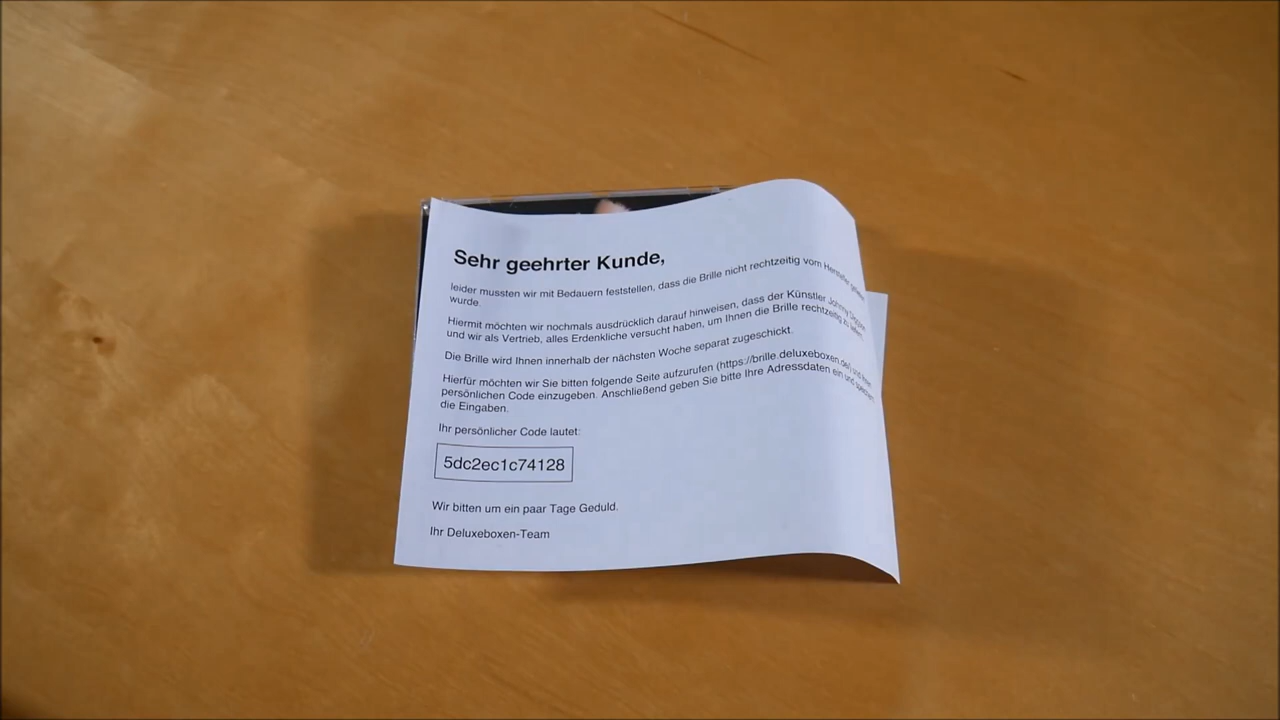 Sehr geehrter Kunde,
leider mussten wir mit Bedauern feststellen, dass die Brille nicht rechtzeitig vom Hersteller
wurde.
Hiermit möchten wir nochmals ausdrücklich darauf hinweisen, dass der Künstler Johnny
und wir als Vertrieb, alles Erdenkliche versucht haben, um Ihnen die Brille rechtzeitig zu
Die Brille wird Ihnen innerhalb der nächsten Woche separat zugeschickt.
Hierfür möchten wir Sie bitten folgende Seite aufzurufen (https://brille.deluxeboxen.de) und
persönlichen Code einzugeben. Anschließend geben Sie bitte Ihre Adressdaten ein und
die Eingaben.
Ihr persönlicher Code lautet:
5dc2ec1c74128
Wir bitten um ein paar Tage Geduld.
Ihr Deluxeboxen-Team